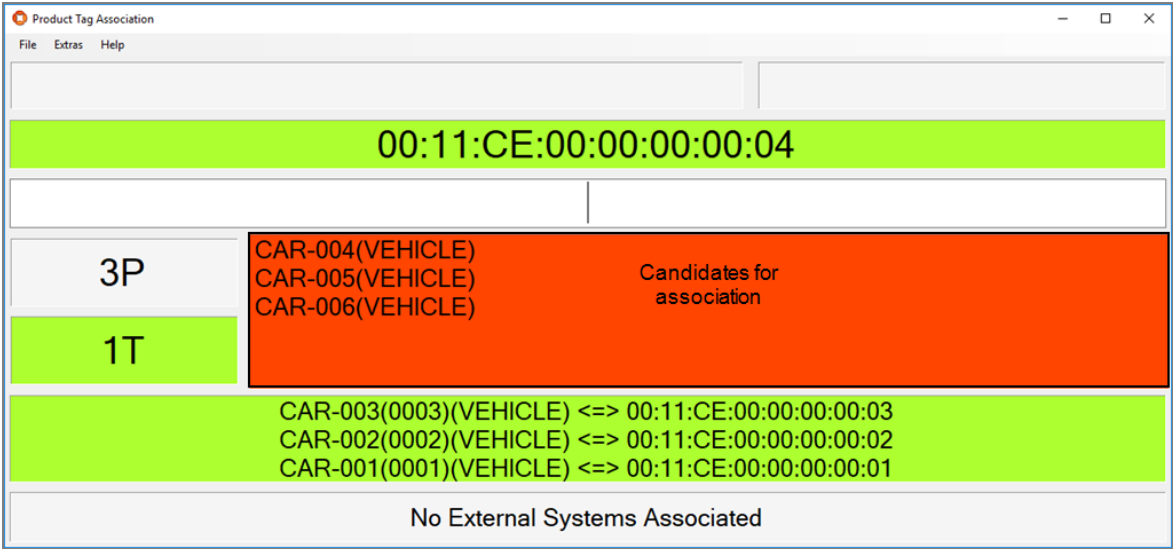 Product Tag Association
File Extras Help
00:11:CE:00:00:00:00:04
3P
1T
CAR-004(VEHICLE)
CAR-005(VEHICLE)
CAR-006(VEHICLE)
Candidates for
association
CAR-003(0003)(VEHICLE) <=> 00:11:CE:00:00:00:00:03
CAR-002(0002)(VEHICLE) <=> 00:11:CE:00:00:00:00:02
CAR-001(0001)(VEHICLE) <=> 00:11:CE:00:00:00:00:01
No External Systems Associated